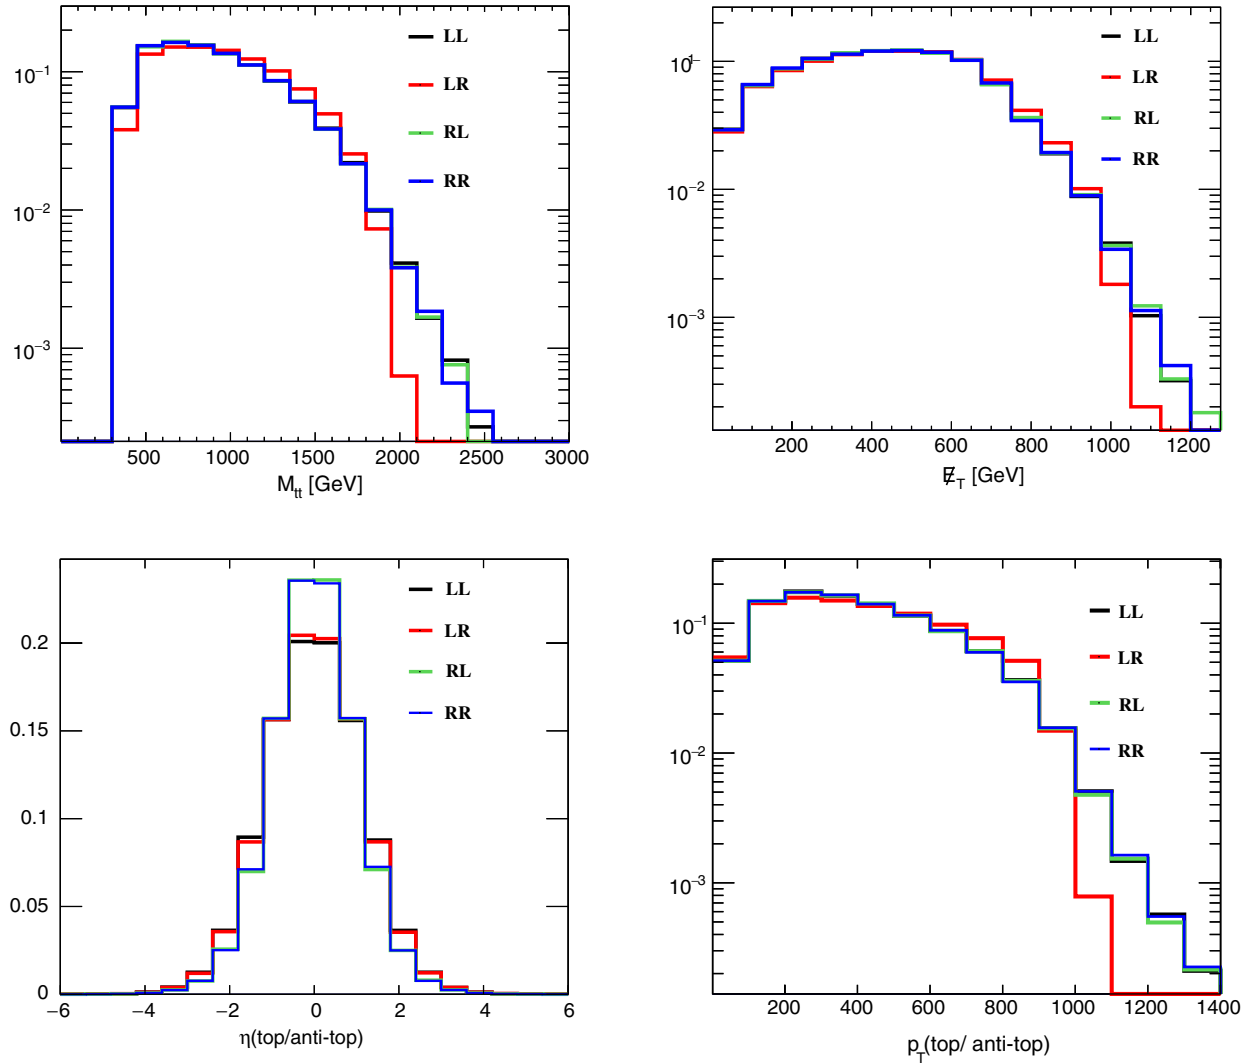 10⁻¹
10⁻²
10⁻³
LL
LR
RL
RR
500 1000 1500 2000 2500 3000
M_tt [GeV]
10⁻¹
10⁻²
10⁻³
LL
LR
RL
RR
200 400 600 800 1000 1200
E̸_T [GeV]
0.2
0.15
0.1
0.05
0
LL
LR
RL
RR
−6 −4 −2 0 2 4 6
η(top/anti-top)
10⁻¹
10⁻²
10⁻³
LL
LR
RL
RR
200 400 600 800 1000 1200 1400
p_T(top/ anti-top)